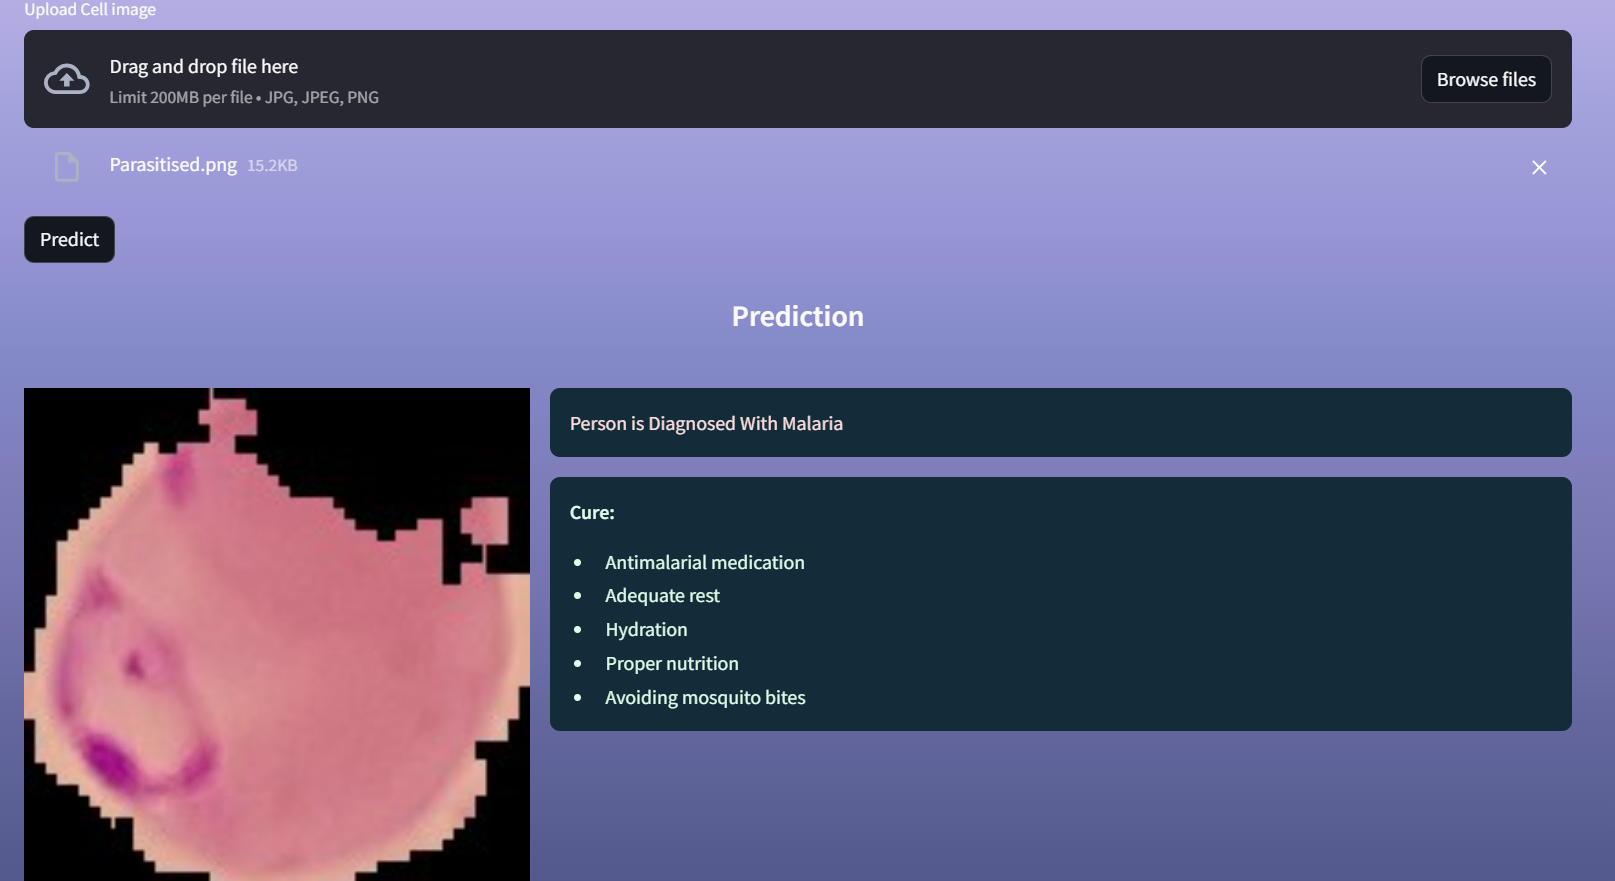 Upload Cell image
Drag and drop file here
Limit 200MB per file • JPG, JPEG, PNG
Browse files
Parasitised.png 15.2KB
Predict
Prediction
Person is Diagnosed With Malaria
Cure:
• Antimalarial medication
• Adequate rest
• Hydration
• Proper nutrition
• Avoiding mosquito bites